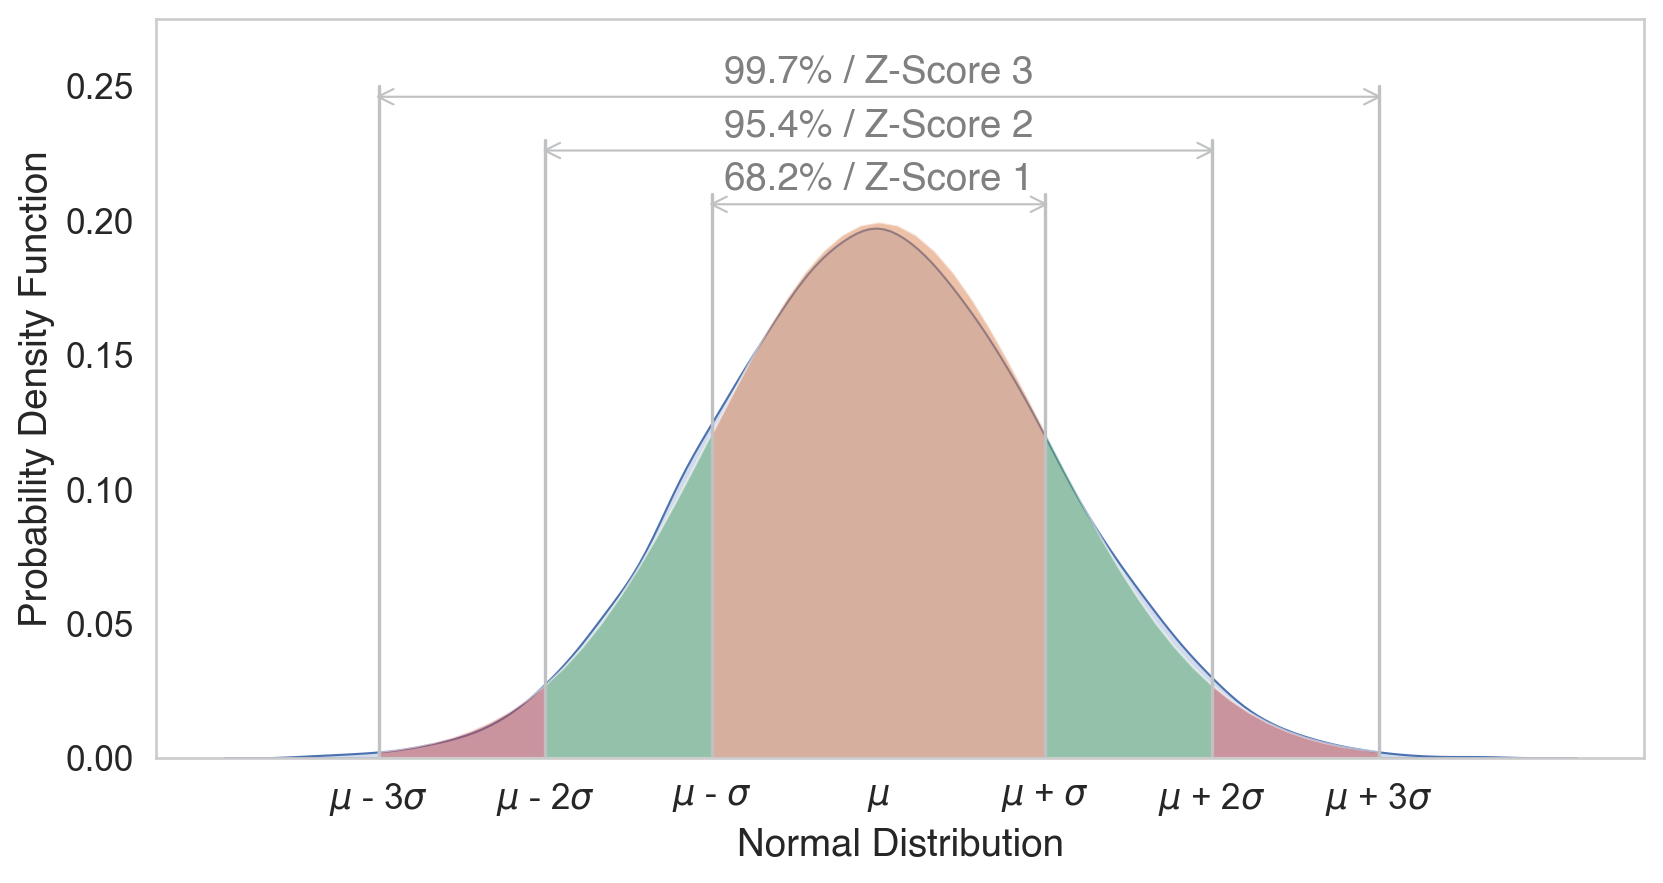 99.7% / Z-Score 3
95.4% / Z-Score 2
68.2% / Z-Score 1
Probability Density Function
0.25
0.20
0.15
0.10
0.05
0.00
μ - 3σ
μ - 2σ
μ - σ
μ
μ + σ
μ + 2σ
μ + 3σ
Normal Distribution